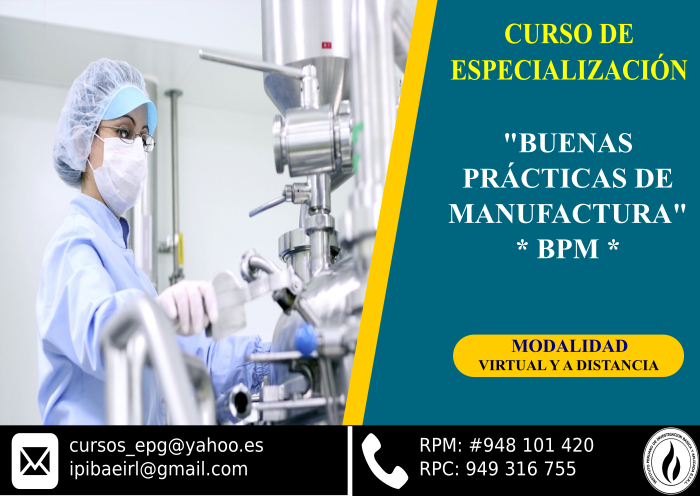 CURSO DE
ESPECIALIZACIÓN
"BUENAS
PRÁCTICAS DE
MANUFACTURA"
* BPM *
MODALIDAD
VIRTUAL Y A DISTANCIA
cursos_epg@yahoo.es
ipibaeirl@gmail.com
RPM: #948 101 420
RPC: 949 316 755